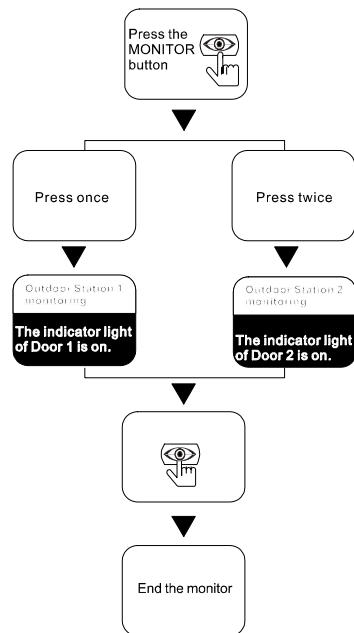 Press the
MONITOR
button
Press once
Press twice
Outdoor Station 1
monitoring
The indicator light
of Door 1 is on.
Outdoor Station 2
monitoring
The indicator light
of Door 2 is on.
End the monitor